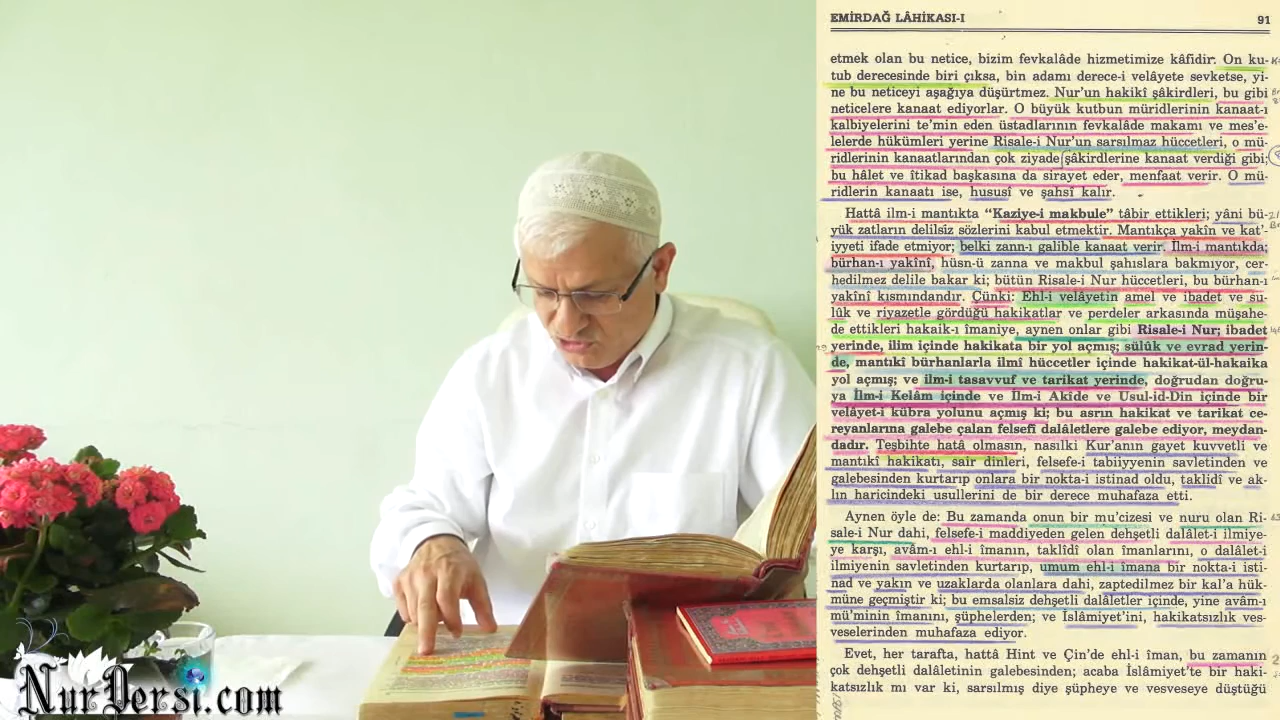 EMİRDAĞ LÂHİKASI-I
91
etmek olan bu netice, bizim fevkalâde hizmetimize kâfidir. On ku-
tub derecesinde biri çıksa, bin adamı derece-i velâyete sevketse, yi-
ne bu neticeyi aşağıya düşürtmez. Nur'un hakikî şâkirdleri, bu gibi
neticelere kanaat ediyorlar. O büyük kutbun müridlerinin kanaat-ı
kalbiyelerini te'min eden üstadlarının fevkalâde makamı ve mes'e-
lelerde hükümleri yerine Risale-i Nur'un sarsılmaz hüccetleri, o mü-
ridlerinin kanaatlarından çok ziyade şâkirdlerine kanaat verdiği gibi;
bu hâlet ve îtikad başkasına da sirayet eder, menfaat verir. O mü-
ridlerin kanaatı ise, hususî ve şahsî kalır.
Hattâ ilm-i mantıkta "Kaziye-i makbule" tâbir ettikleri; yâni bü-
yük zatların delilsiz sözlerini kabul etmektir. Mantıkça yakîn ve kat'-
iyyeti ifade etmiyor; belki zann-ı galible kanaat verir. İlm-i mantıkda;
bürhan-ı yakînî, hüsn-ü zanna ve makbul şahıslara bakmıyor, cer-
hedilmez delile bakar ki; bütün Risale-i Nur hüccetleri, bu bürhan-ı
yakînî kısmındandır. Çünki: Ehl-i velâyetin amel ve ibadet ve su-
lûk ve riyazetle gördüğü hakikatlar ve perdeler arkasında müşahe-
de ettikleri hakaik-ı îmaniye, aynen onlar gibi Risale-i Nur; ibadet
yerinde, ilim içinde hakikata bir yol açmış; sülûk ve evrad yerin-
de, mantıkî bürhanlarla ilmî hüccetler içinde hakikat-ül-hakaika
yol açmış; ve ilm-i tasavvuf ve tarikat yerinde, doğrudan doğru-
ya İlm-i Kelâm içinde ve İlm-i Akîde ve Usul-id-Din içinde bir
velâyet-i kübra yolunu açmış ki; bu asrın hakikat ve tarikat ce-
reyanlarına galebe çalan felsefî dalâletlere galebe ediyor, meydan-
dadır. Teşbihte hatâ olmasın, nasılki Kur'anın gayet kuvvetli ve
mantıkî hakikatı, sair dinleri, felsefe-i tabiiyyenin savletinden ve
galebesinden kurtarıp onlara bir nokta-i istinad oldu, taklidî ve ak-
lın haricindeki usullerini de bir derece muhafaza etti.
Aynen öyle de: Bu zamanda onun bir mu'cizesi ve nuru olan Ri-
sale-i Nur dahi, felsefe-i maddiyeden gelen dehşetli dalâlet-i ilmiye-
ye karşı, avâm-ı ehl-i îmanın, taklidî olan îmanlarını, o dalâlet-i
ilmiyenin savletinden kurtarıp, umum ehl-i îmana bir nokta-i isti-
nad ve yakın ve uzaklarda olanlara dahi, zaptedilmez bir kal'a hük-
müne geçmiştir ki; bu emsalsiz dehşetli dalâletler içinde, yine avâm-ı
mü'minin îmanını, şüphelerden; ve İslâmiyet'ini, hakikatsızlık ves-
veselerinden muhafaza ediyor.
Evet, her tarafta, hattâ Hint ve Çin'de ehl-i îman, bu zamanın
çok dehşetli dalâletinin galebesinden; acaba İslâmiyet'te bir haki-
katsızlık mı var ki, sarsılmış diye şüpheye ve vesveseye düştüğü
NurDersi.com